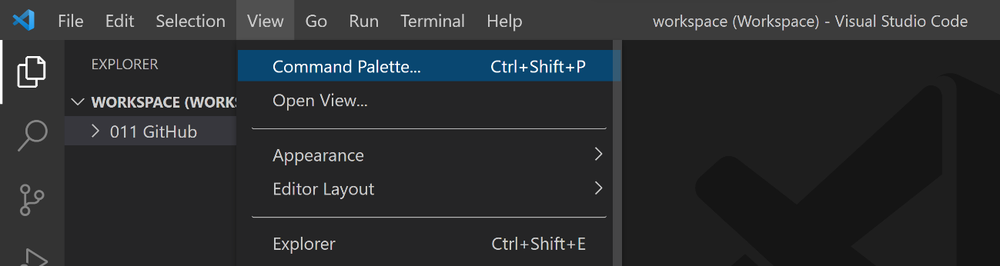 File Edit Selection View Go Run Terminal Help workspace (Workspace) - Visual Studio Code
EXPLORER
WORKSPACE (WORKS
011 GitHub
Command Palette... Ctrl+Shift+P
Open View...
Appearance
Editor Layout
Explorer Ctrl+Shift+E